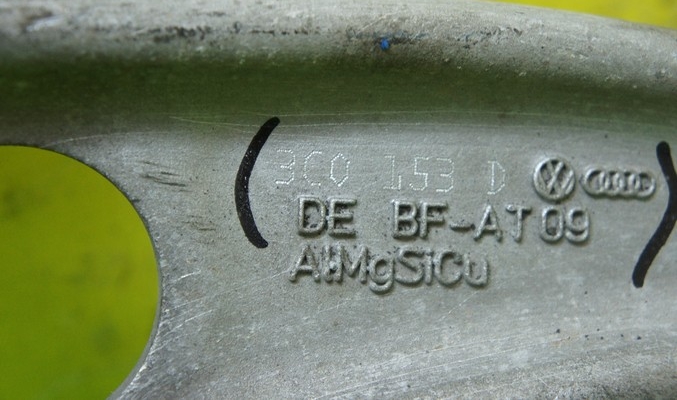 3C0 153 D
DE BF-AT 09
AlMgSiCu